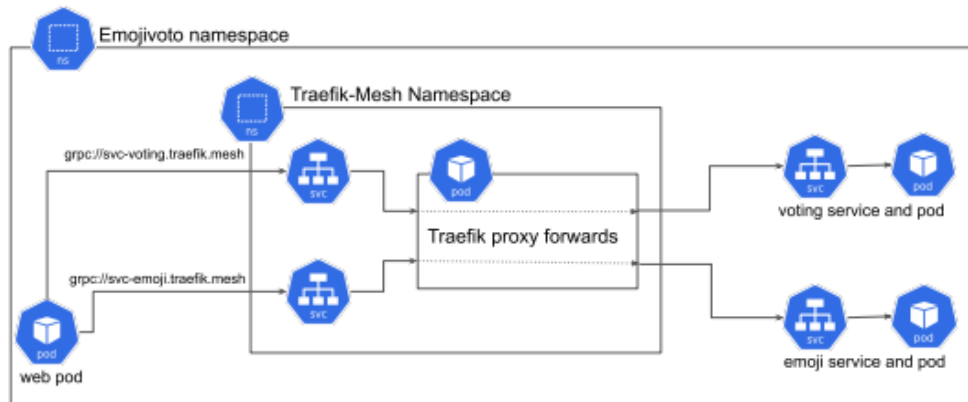 Emojivoto namespace
ns
Traefik-Mesh Namespace
ns
grpc://svc-voting.traefik.mesh
svc
pod
svc
pod
voting service and pod
Traefik proxy forwards
grpc://svc-emoji.traefik.mesh
svc
svc
pod
pod
web pod
emoji service and pod